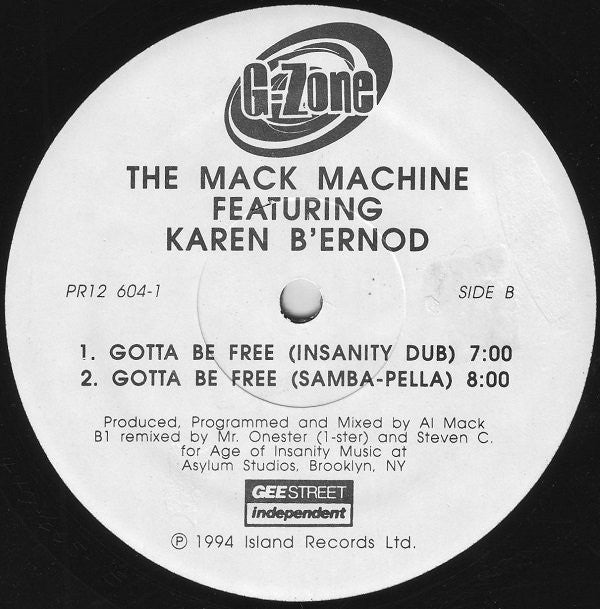 G-Zone
THE MACK MACHINE
FEATURING
KAREN B'ERNOD
PR12 604-1
SIDE B
1. GOTTA BE FREE (INSANITY DUB) 7:00
2. GOTTA BE FREE (SAMBA-PELLA) 8:00
Produced, Programmed and Mixed by Al Mack
B1 remixed by Mr. Onester (1-ster) and Steven C.
for Age of Insanity Music at
Asylum Studios, Brooklyn, NY
GEESTREET
independent
℗ 1994 Island Records Ltd.